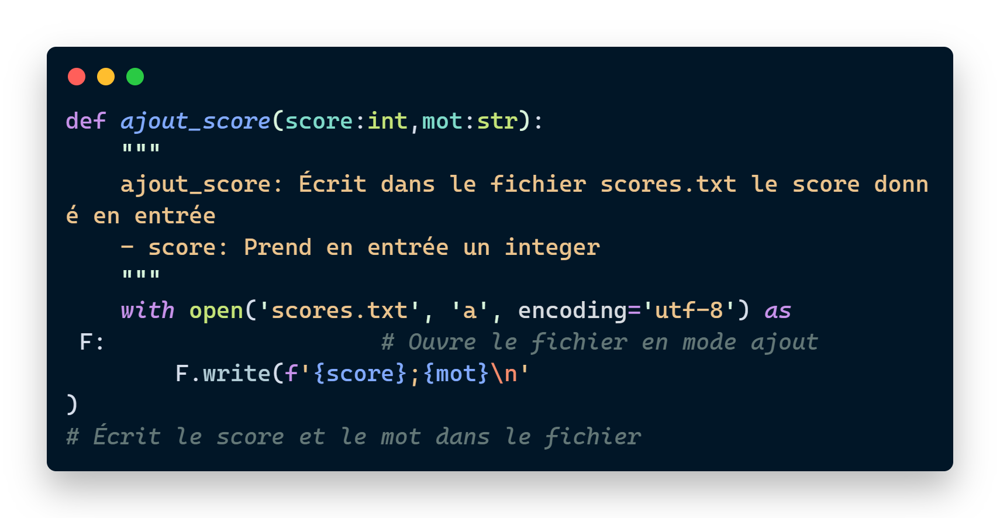 def ajout_score(score:int,mot:str):
    """
    ajout_score: Écrit dans le fichier scores.txt le score donn
é en entrée
    - score: Prend en entrée un integer
    """
    with open('scores.txt', 'a', encoding='utf-8') as
 F:                    # Ouvre le fichier en mode ajout
        F.write(f'{score};{mot}\n'
)
# Écrit le score et le mot dans le fichier